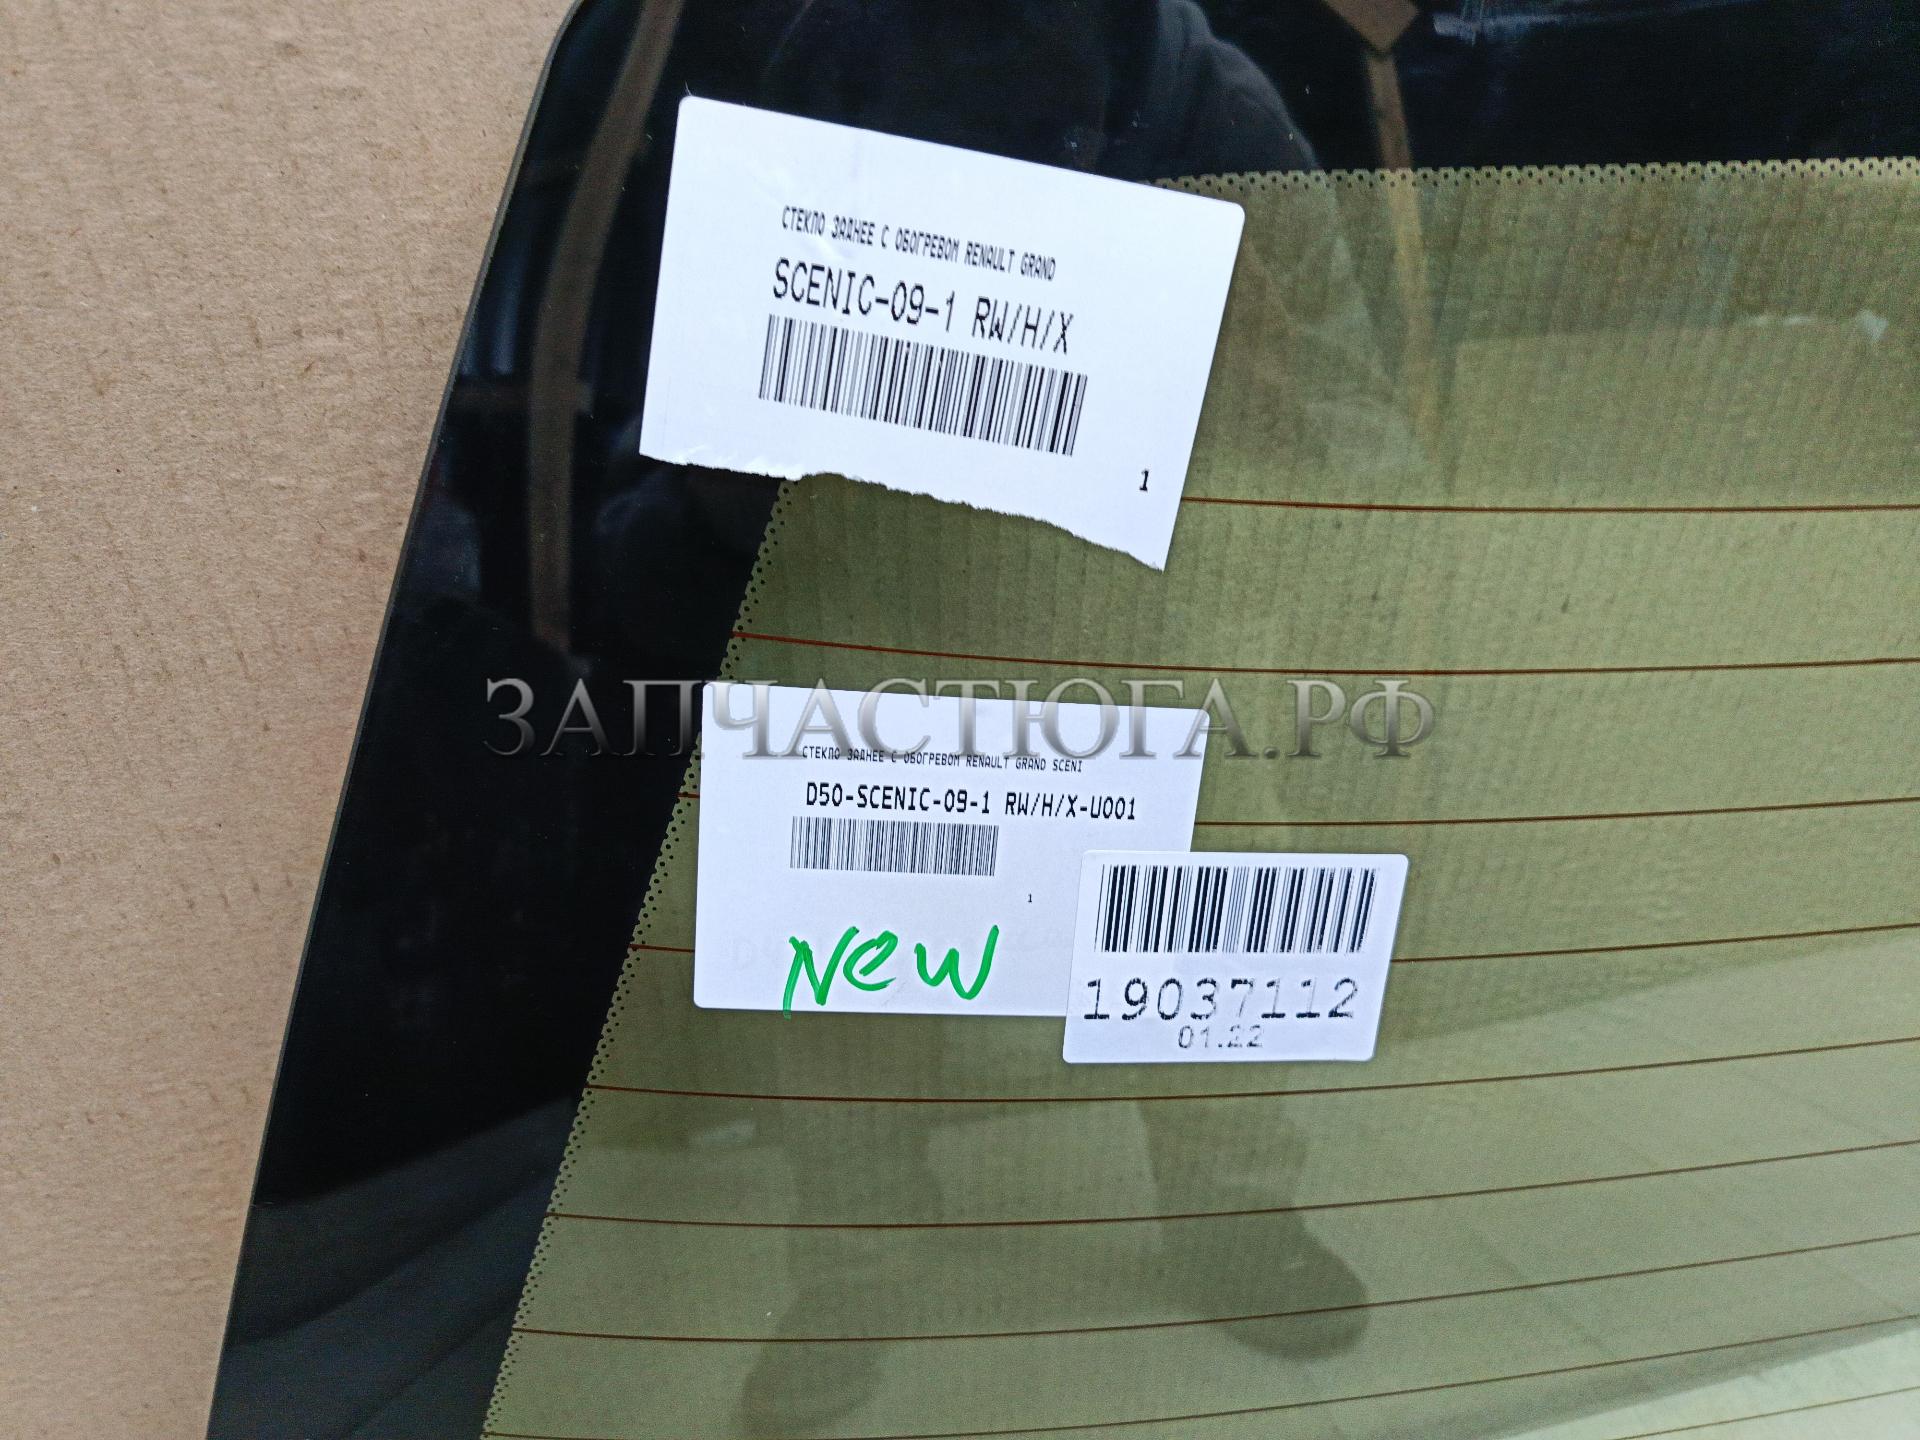 СТЕКЛО ЗАДНЕЕ С ОБОГРЕВОМ RENAULT GRAND
SCENIC-09-1 RW/H/X
1
ЗАПЧАСТЮГА.РФ
СТЕКЛО ЗАДНЕЕ С ОБОГРЕВОМ RENAULT GRAND SCENI
D50-SCENIC-09-1 RW/H/X-U001
1
New
19037112
01.22